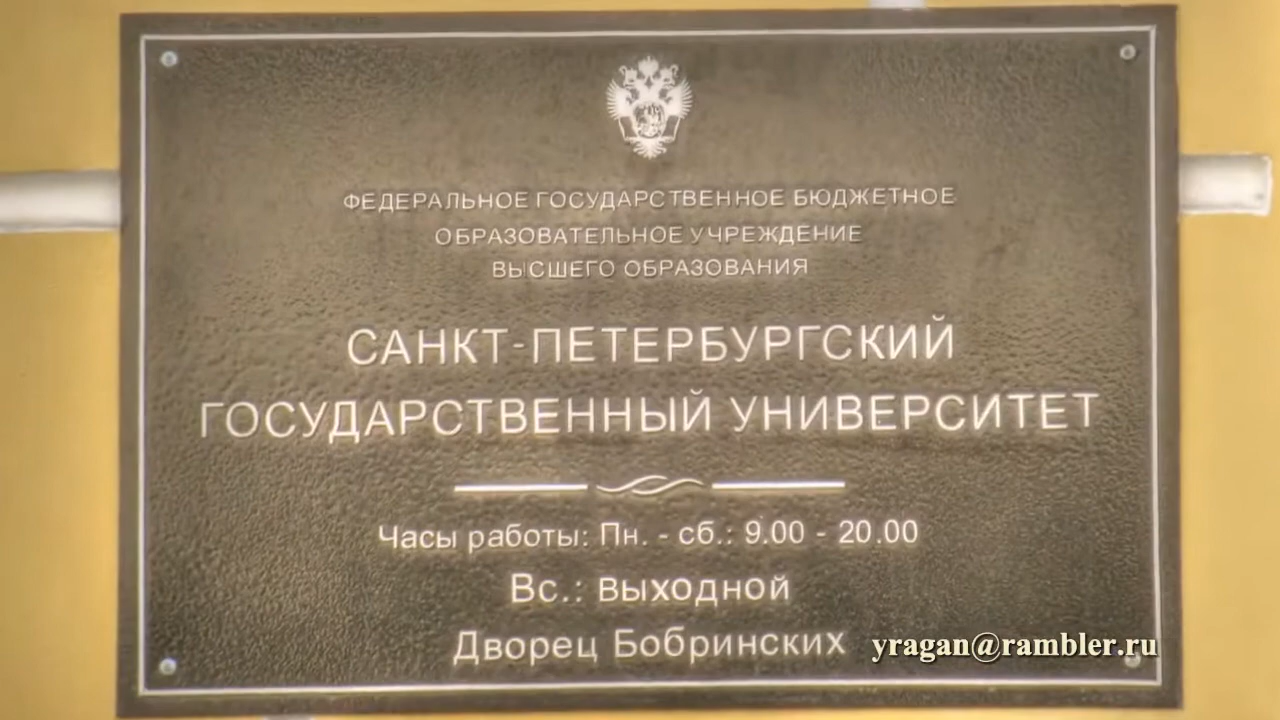 ФЕДЕРАЛЬНОЕ ГОСУДАРСТВЕННОЕ БЮДЖЕТНОЕ
ОБРАЗОВАТЕЛЬНОЕ УЧРЕЖДЕНИЕ
ВЫСШЕГО ОБРАЗОВАНИЯ
САНКТ-ПЕТЕРБУРГСКИЙ
ГОСУДАРСТВЕННЫЙ УНИВЕРСИТЕТ
Часы работы: Пн. - сб.: 9.00 - 20.00
Вс.: выходной
Дворец Бобринских
yragan@rambler.ru